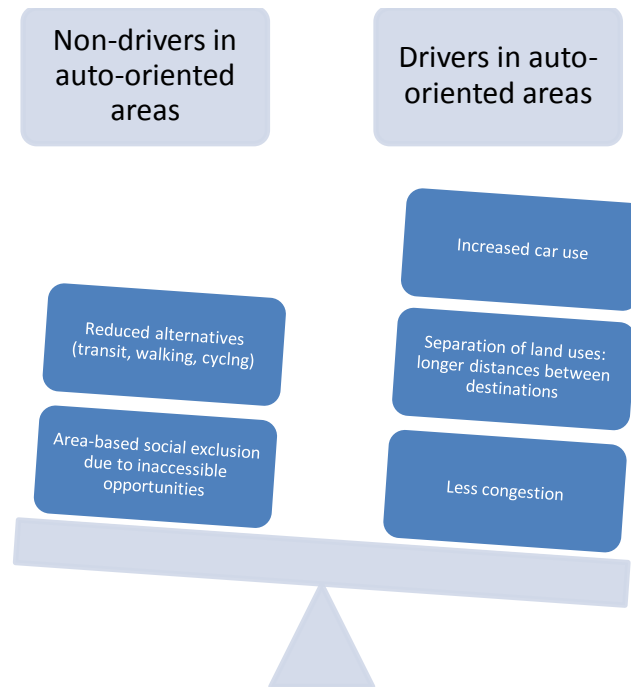 Non-drivers in
auto-oriented
areas
Drivers in auto-
oriented areas
Increased car use
Reduced alternatives
(transit, walking, cyclng)
Separation of land uses:
longer distances between
destinations
Area-based social exclusion
due to inaccessible
opportunities
Less congestion